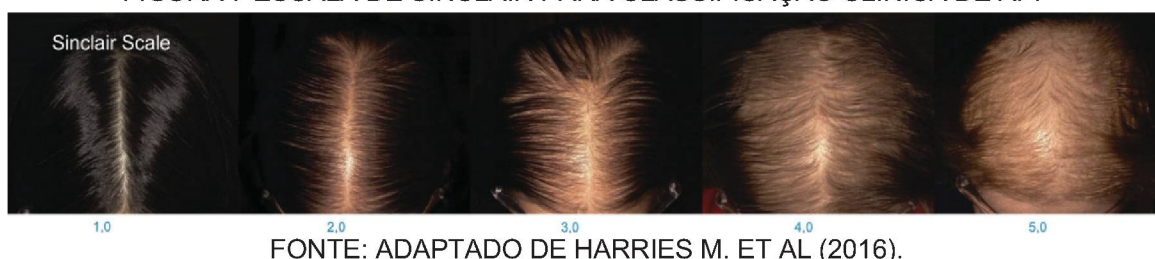 Sinclair Scale
1,0 2,0 3,0 4,0 5,0
FONTE: ADAPTADO DE HARRIES M. ET AL (2016).